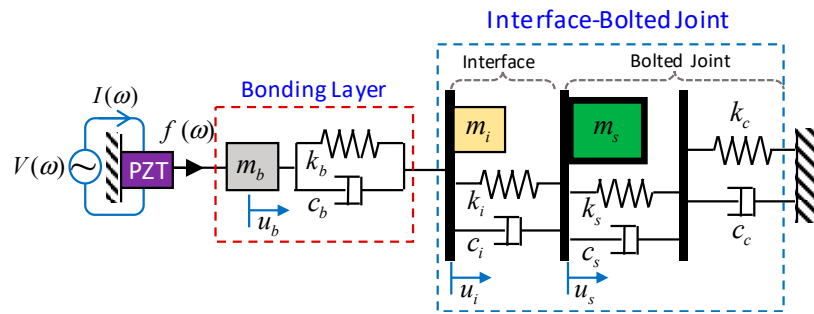 Interface-Bolted Joint
Interface
Bolted Joint
Bonding Layer
I(ω)
f(ω)
V(ω)
PZT
m_b
k_b
c_b
u_b
m_i
k_i
c_i
u_i
m_s
k_s
c_s
u_s
k_c
c_c